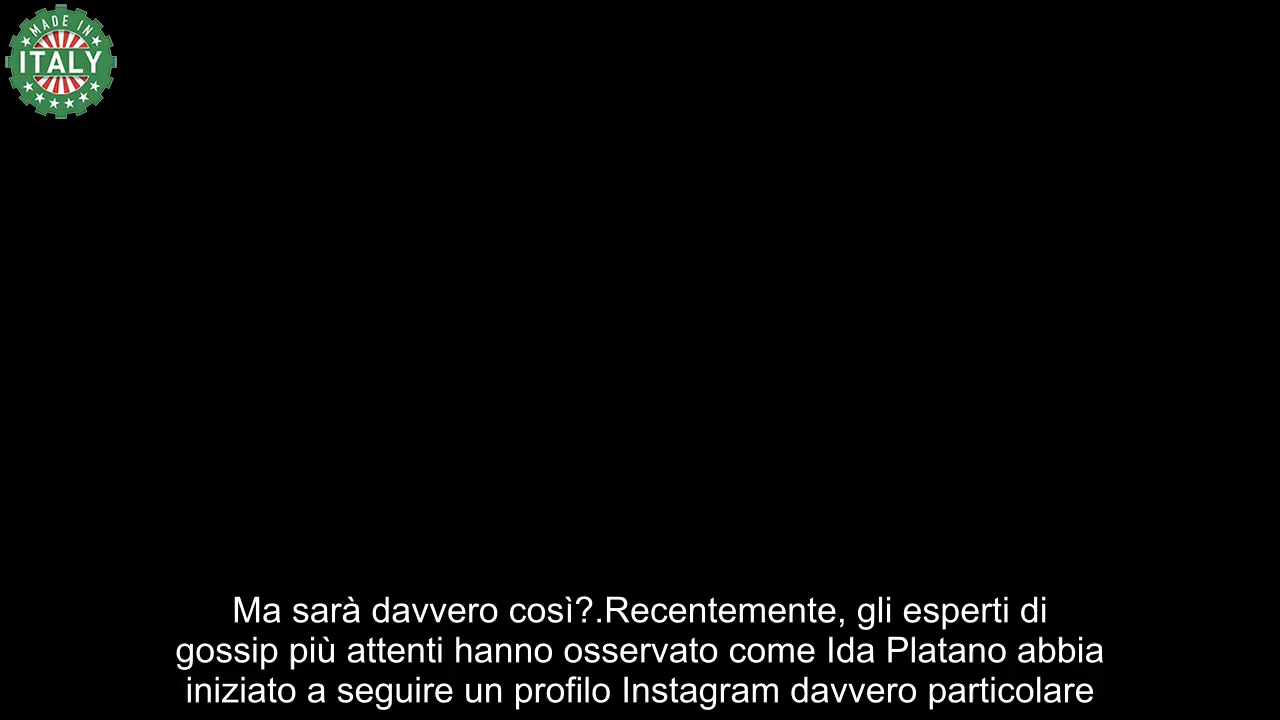 MADE IN
ITALY
Ma sarà davvero così?.Recentemente, gli esperti di
gossip più attenti hanno osservato come Ida Platano abbia
iniziato a seguire un profilo Instagram davvero particolare